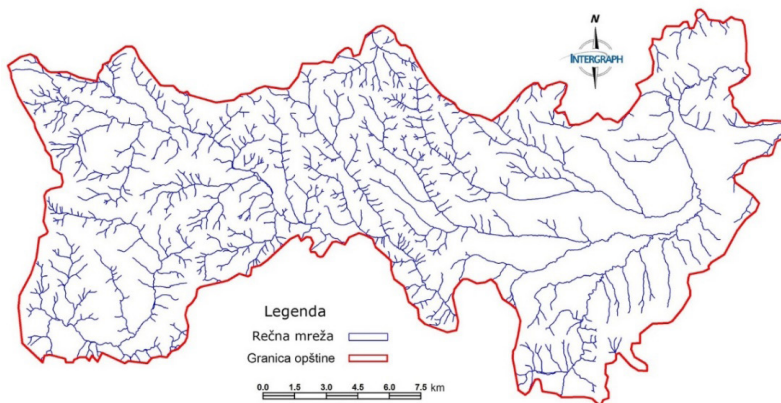 N
INTERGRAPH
Legenda
Rečna mreža
Granica opštine
0.0 1.5 3.0 4.5 6.0 7.5 km